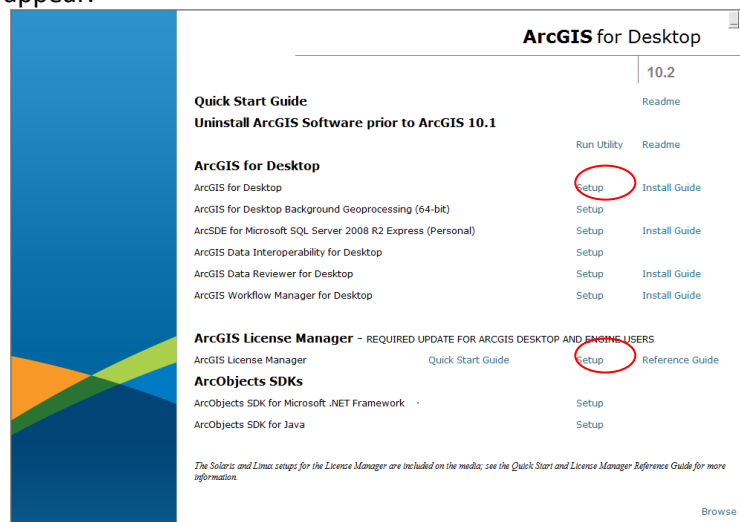 appear.
ArcGIS for Desktop
10.2
Quick Start Guide Readme
Uninstall ArcGIS Software prior to ArcGIS 10.1
Run Utility Readme
ArcGIS for Desktop
ArcGIS for Desktop Setup Install Guide
ArcGIS for Desktop Background Geoprocessing (64-bit) Setup
ArcSDE for Microsoft SQL Server 2008 R2 Express (Personal) Setup Install Guide
ArcGIS Data Interoperability for Desktop Setup
ArcGIS Data Reviewer for Desktop Setup Install Guide
ArcGIS Workflow Manager for Desktop Setup Install Guide
ArcGIS License Manager – REQUIRED UPDATE FOR ARCGIS DESKTOP AND ENGINE USERS
ArcGIS License Manager Quick Start Guide Setup Reference Guide
ArcObjects SDKs
ArcObjects SDK for Microsoft .NET Framework Setup
ArcObjects SDK for Java Setup
The Solaris and Linux setups for the License Manager are included on the media; see the Quick Start and License Manager Reference Guide for more
information.
Browse